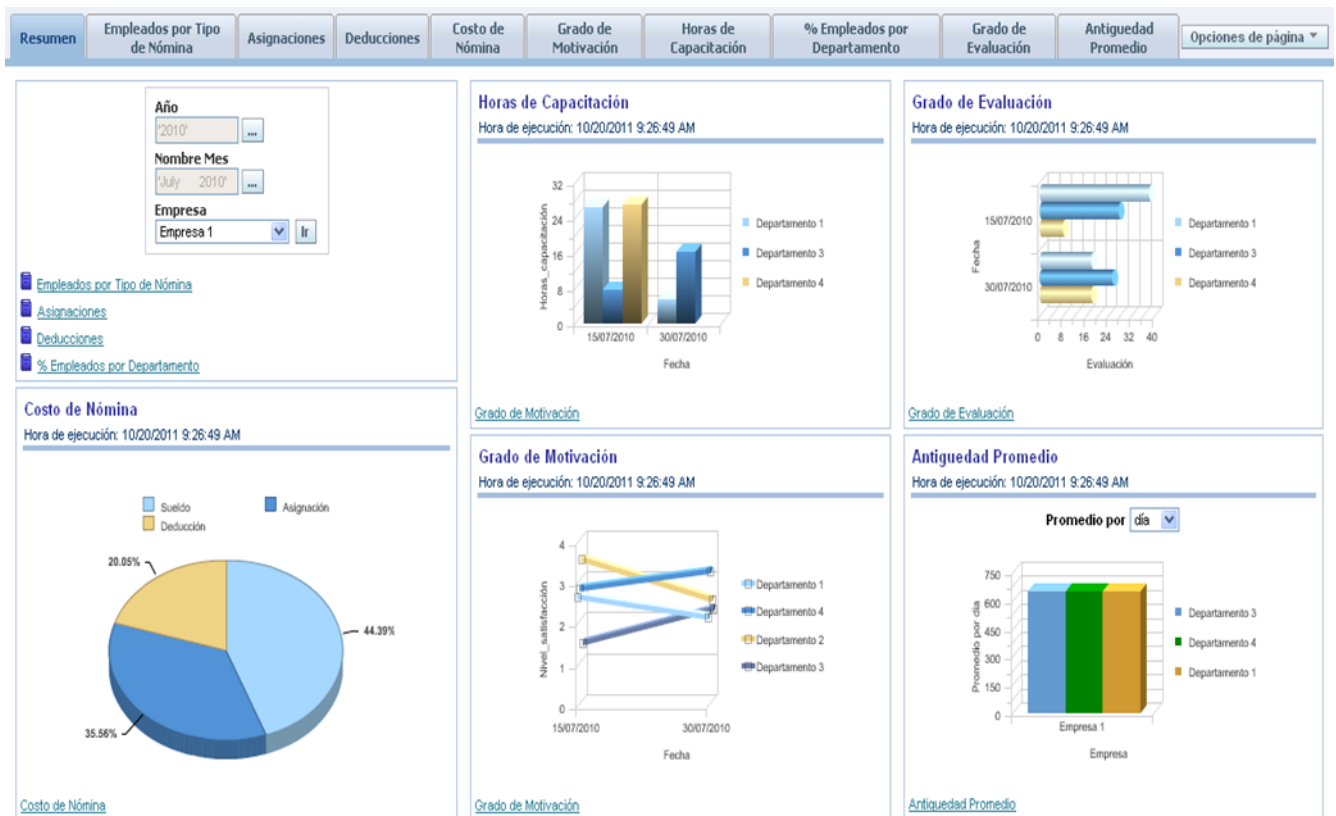 Resumen
Empleados por Tipo de Nómina
Asignaciones
Deducciones
Costo de Nómina
Grado de Motivación
Horas de Capacitación
% Empleados por Departamento
Grado de Evaluación
Antiguedad Promedio
Opciones de página
Año
'2010'
...
Nombre Mes
'July 2010'
...
Empresa
Empresa 1
Ir
Empleados por Tipo de Nómina
Asignaciones
Deducciones
% Empleados por Departamento
Costo de Nómina
Hora de ejecución: 10/20/2011 9:26:49 AM
Sueldo
Asignación
Deducción
20.05%
44.39%
35.56%
Costo de Nómina
Horas de Capacitación
Hora de ejecución: 10/20/2011 9:26:49 AM
Horas_capacitación
32
24
16
8
0
15/07/2010
30/07/2010
Fecha
Departamento 1
Departamento 3
Departamento 4
Grado de Motivación
Grado de Motivación
Hora de ejecución: 10/20/2011 9:26:49 AM
Nivel_satisfacción
4
3
2
1
0
15/07/2010
30/07/2010
Fecha
Departamento 1
Departamento 4
Departamento 2
Departamento 3
Grado de Motivación
Grado de Evaluación
Hora de ejecución: 10/20/2011 9:26:49 AM
Fecha
15/07/2010
30/07/2010
0 8 16 24 32 40
Evaluación
Departamento 1
Departamento 3
Departamento 4
Grado de Evaluación
Antiguedad Promedio
Hora de ejecución: 10/20/2011 9:26:49 AM
Promedio por día
Promedio por día
750
600
450
300
150
0
Empresa 1
Empresa
Departamento 3
Departamento 4
Departamento 1
Antiguedad Promedio